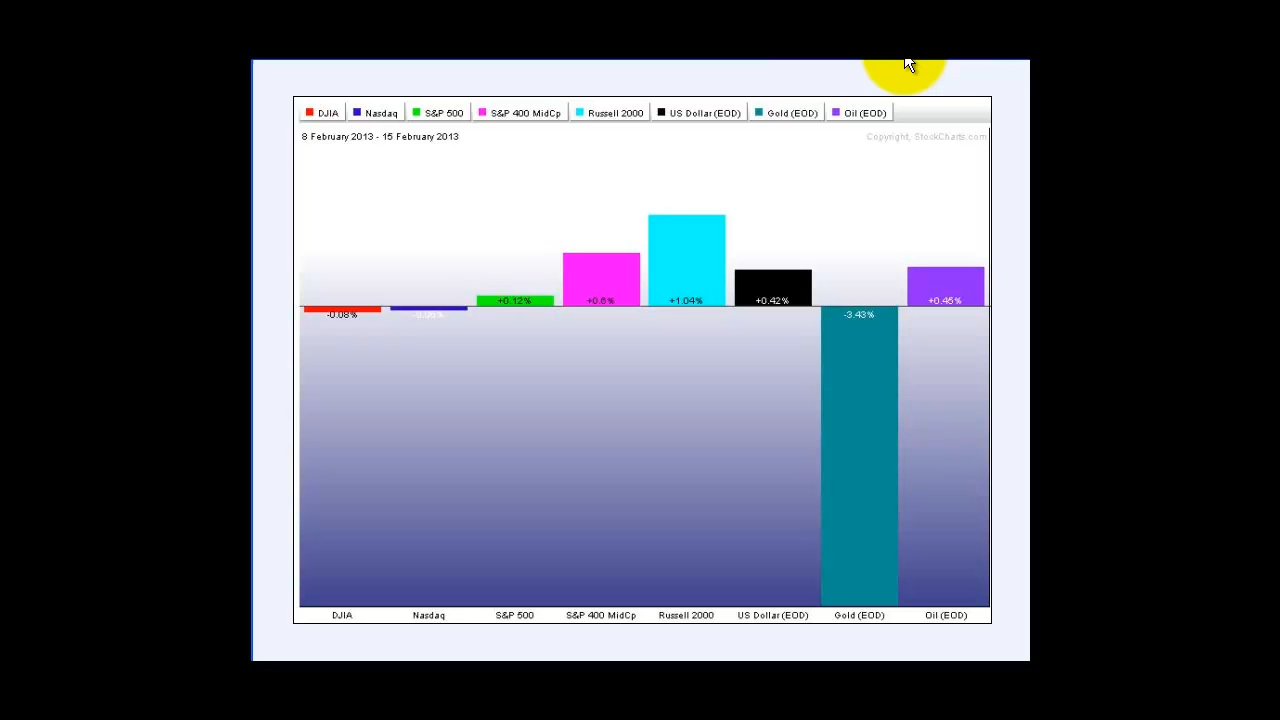 DJIA Nasdaq S&P 500 S&P 400 MidCp Russell 2000 US Dollar (EOD) Gold (EOD) Oil (EOD)
8 February 2013 - 15 February 2013 Copyright, StockCharts.com
+0.12% +0.6% +1.04% +0.42% +0.45%
-0.08% -3.43%
DJIA Nasdaq S&P 500 S&P 400 MidCp Russell 2000 US Dollar (EOD) Gold (EOD) Oil (EOD)